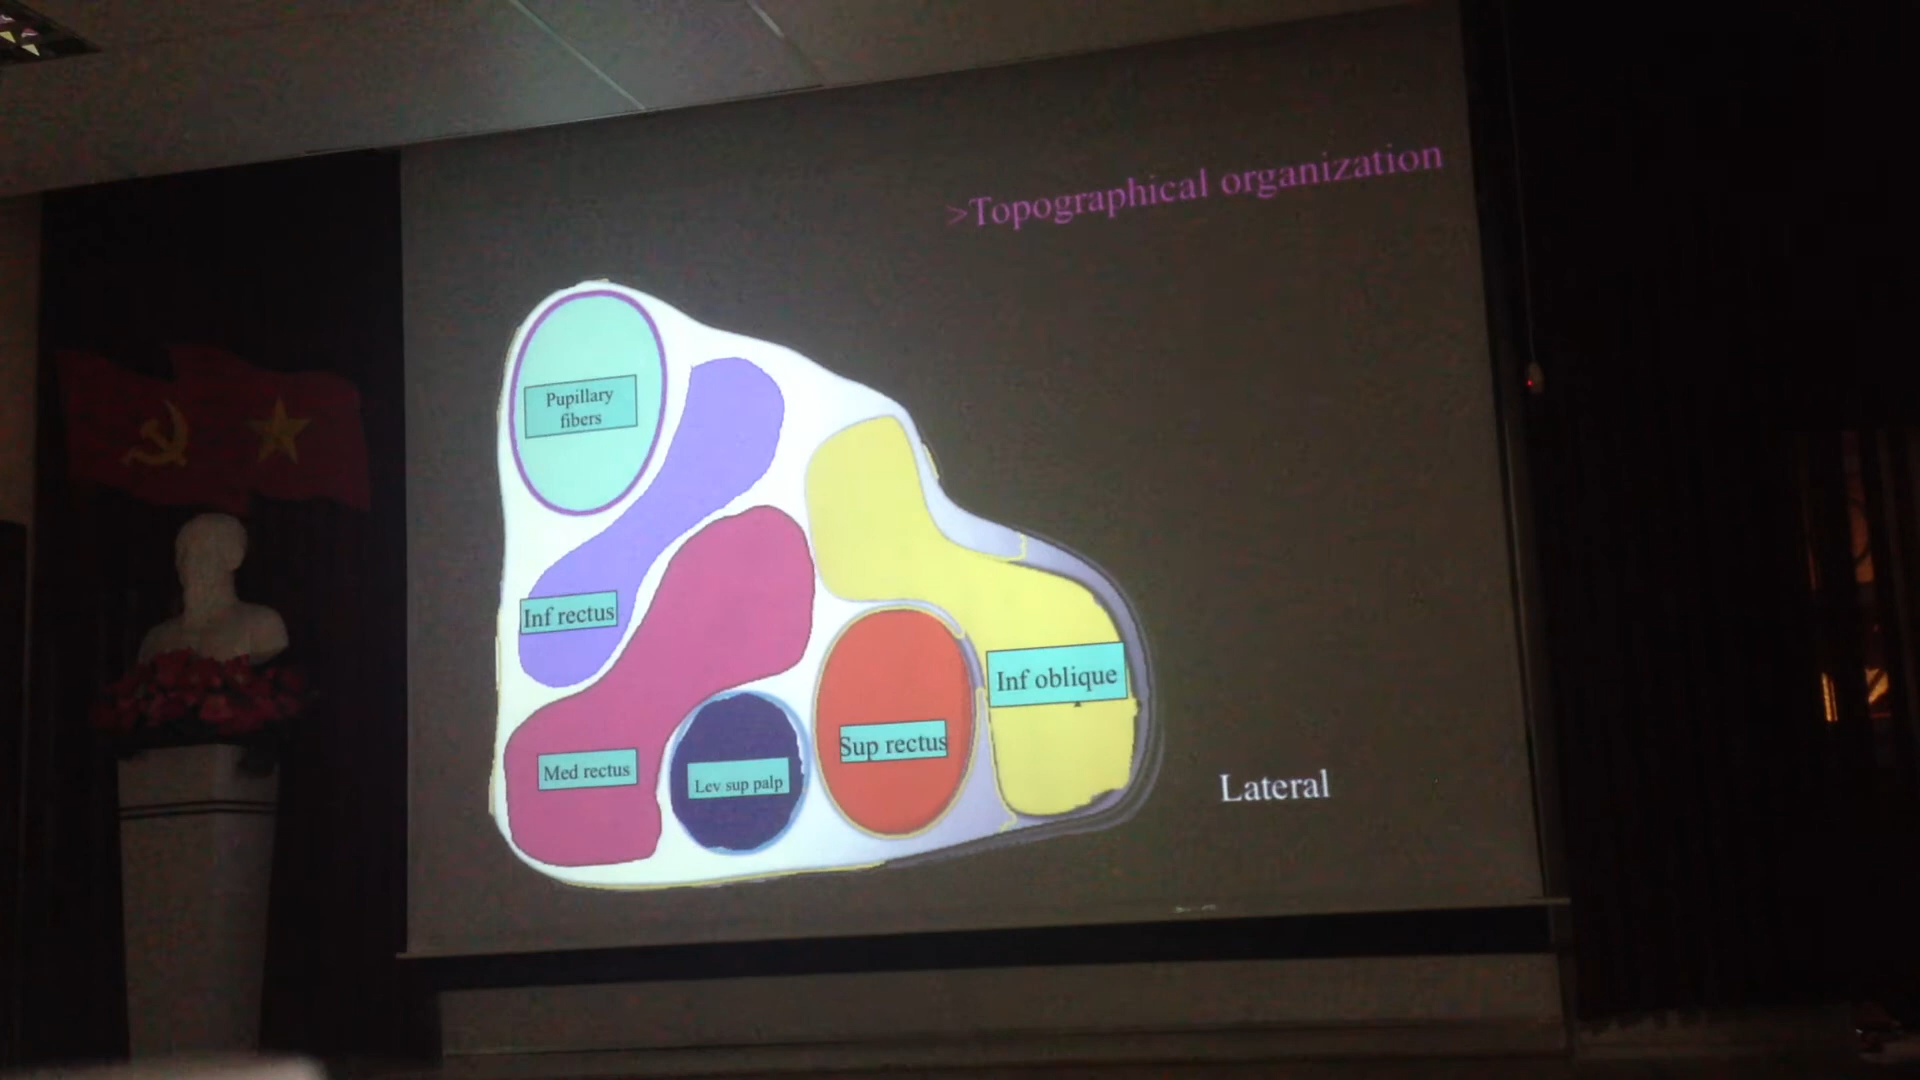 >Topographical organization
Pupillary
fibers
Inf rectus
Inf oblique
Sup rectus
Med rectus
Lev sup palp
Lateral